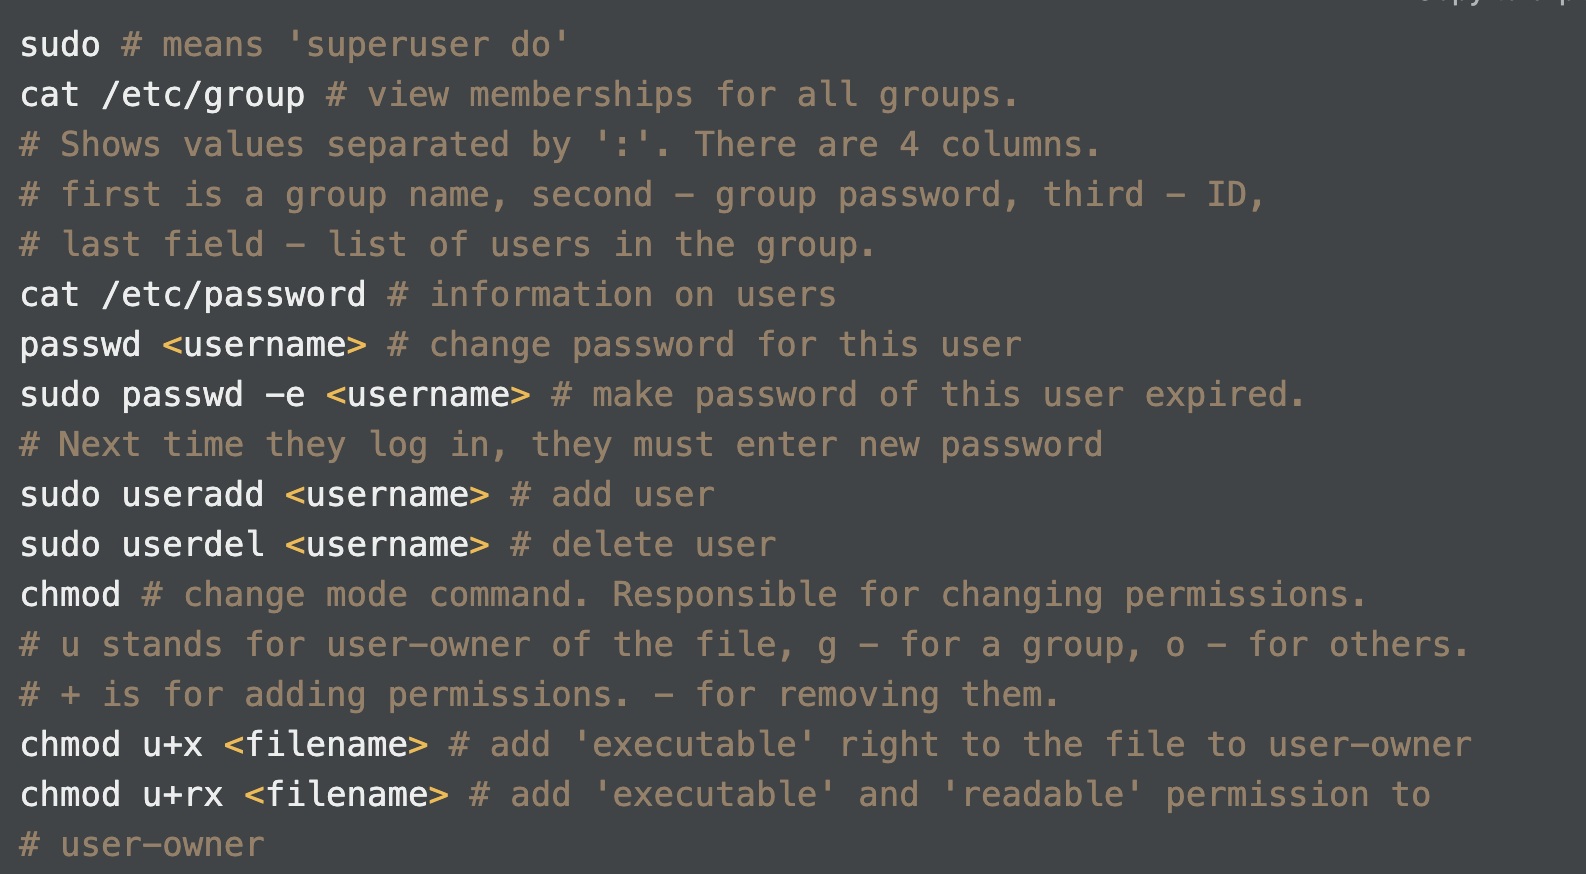 sudo # means 'superuser do'
cat /etc/group # view memberships for all groups.
# Shows values separated by ':'. There are 4 columns.
# first is a group name, second - group password, third - ID,
# last field - list of users in the group.
cat /etc/password # information on users
passwd <username> # change password for this user
sudo passwd -e <username> # make password of this user expired.
# Next time they log in, they must enter new password
sudo useradd <username> # add user
sudo userdel <username> # delete user
chmod # change mode command. Responsible for changing permissions.
# u stands for user-owner of the file, g - for a group, o - for others.
# + is for adding permissions. - for removing them.
chmod u+x <filename> # add 'executable' right to the file to user-owner
chmod u+rx <filename> # add 'executable' and 'readable' permission to
# user-owner